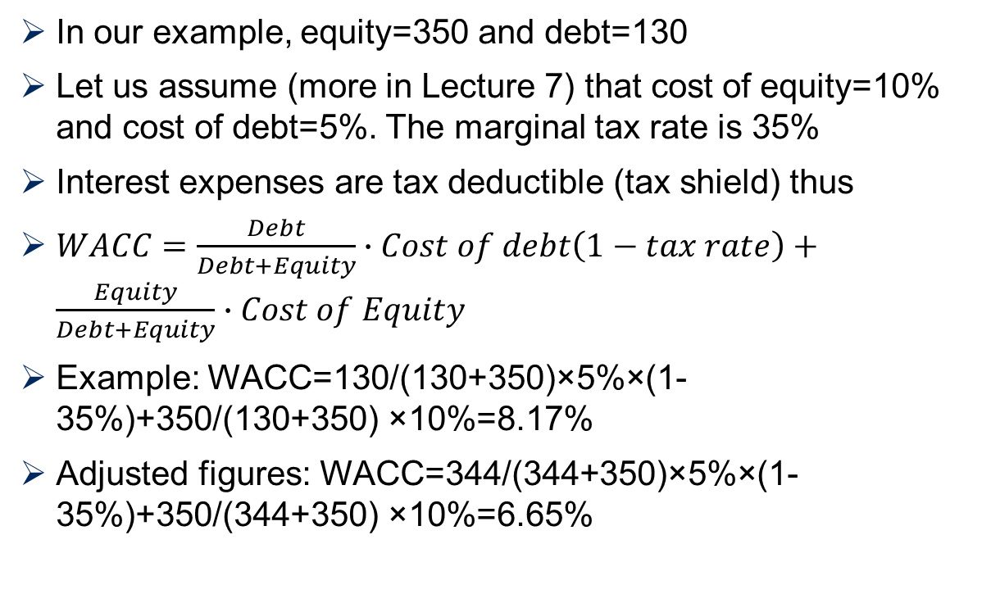 ➢ In our example, equity=350 and debt=130
➢ Let us assume (more in Lecture 7) that cost of equity=10%
and cost of debt=5%. The marginal tax rate is 35%
➢ Interest expenses are tax deductible (tax shield) thus
➢ WACC = Debt/(Debt+Equity) · Cost of debt(1 − tax rate) +
Equity/(Debt+Equity) · Cost of Equity
➢ Example: WACC=130/(130+350)×5%×(1-
35%)+350/(130+350) ×10%=8.17%
➢ Adjusted figures: WACC=344/(344+350)×5%×(1-
35%)+350/(344+350) ×10%=6.65%